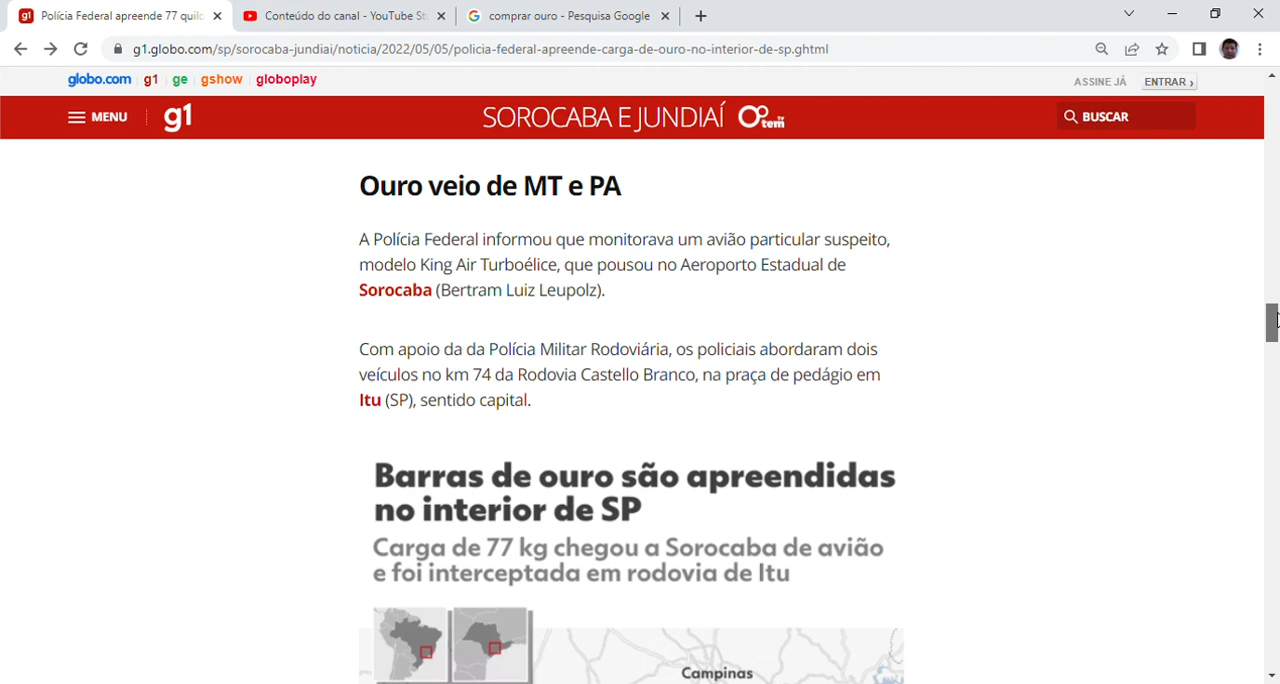 g1 Polícia Federal apreende 77 quilo
Conteúdo do canal - YouTube St
comprar ouro - Pesquisa Google
g1.globo.com/sp/sorocaba-jundiai/noticia/2022/05/05/policia-federal-apreende-carga-de-ouro-no-interior-de-sp.ghtml
globo.com g1 ge gshow globoplay
ASSINE JÁ ENTRAR ›
MENU g1 SOROCABA E JUNDIAÍ tv tem BUSCAR
Ouro veio de MT e PA
A Polícia Federal informou que monitorava um avião particular suspeito,
modelo King Air Turboélice, que pousou no Aeroporto Estadual de
Sorocaba (Bertram Luiz Leupolz).
Com apoio da da Polícia Militar Rodoviária, os policiais abordaram dois
veículos no km 74 da Rodovia Castello Branco, na praça de pedágio em
Itu (SP), sentido capital.
Barras de ouro são apreendidas
no interior de SP
Carga de 77 kg chegou a Sorocaba de avião
e foi interceptada em rodovia de Itu
Campinas